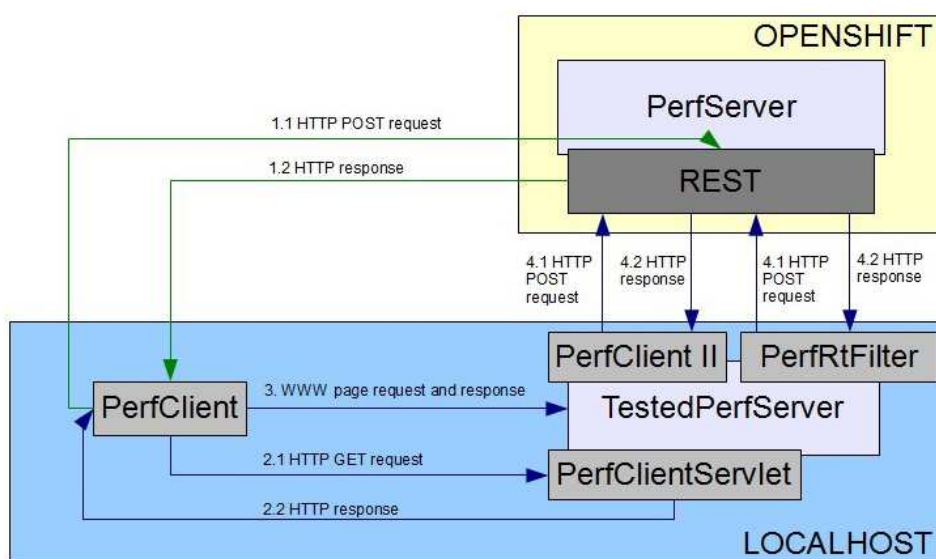 OPENSHIFT
PerfServer
1.1 HTTP POST request
1.2 HTTP response
REST
4.1 HTTP
POST
request
4.2 HTTP
response
4.1 HTTP
POST
request
4.2 HTTP
response
PerfClient II
PerfRtFilter
PerfClient
3. WWW page request and response
TestedPerfServer
2.1 HTTP GET request
PerfClientServlet
2.2 HTTP response
LOCALHOST